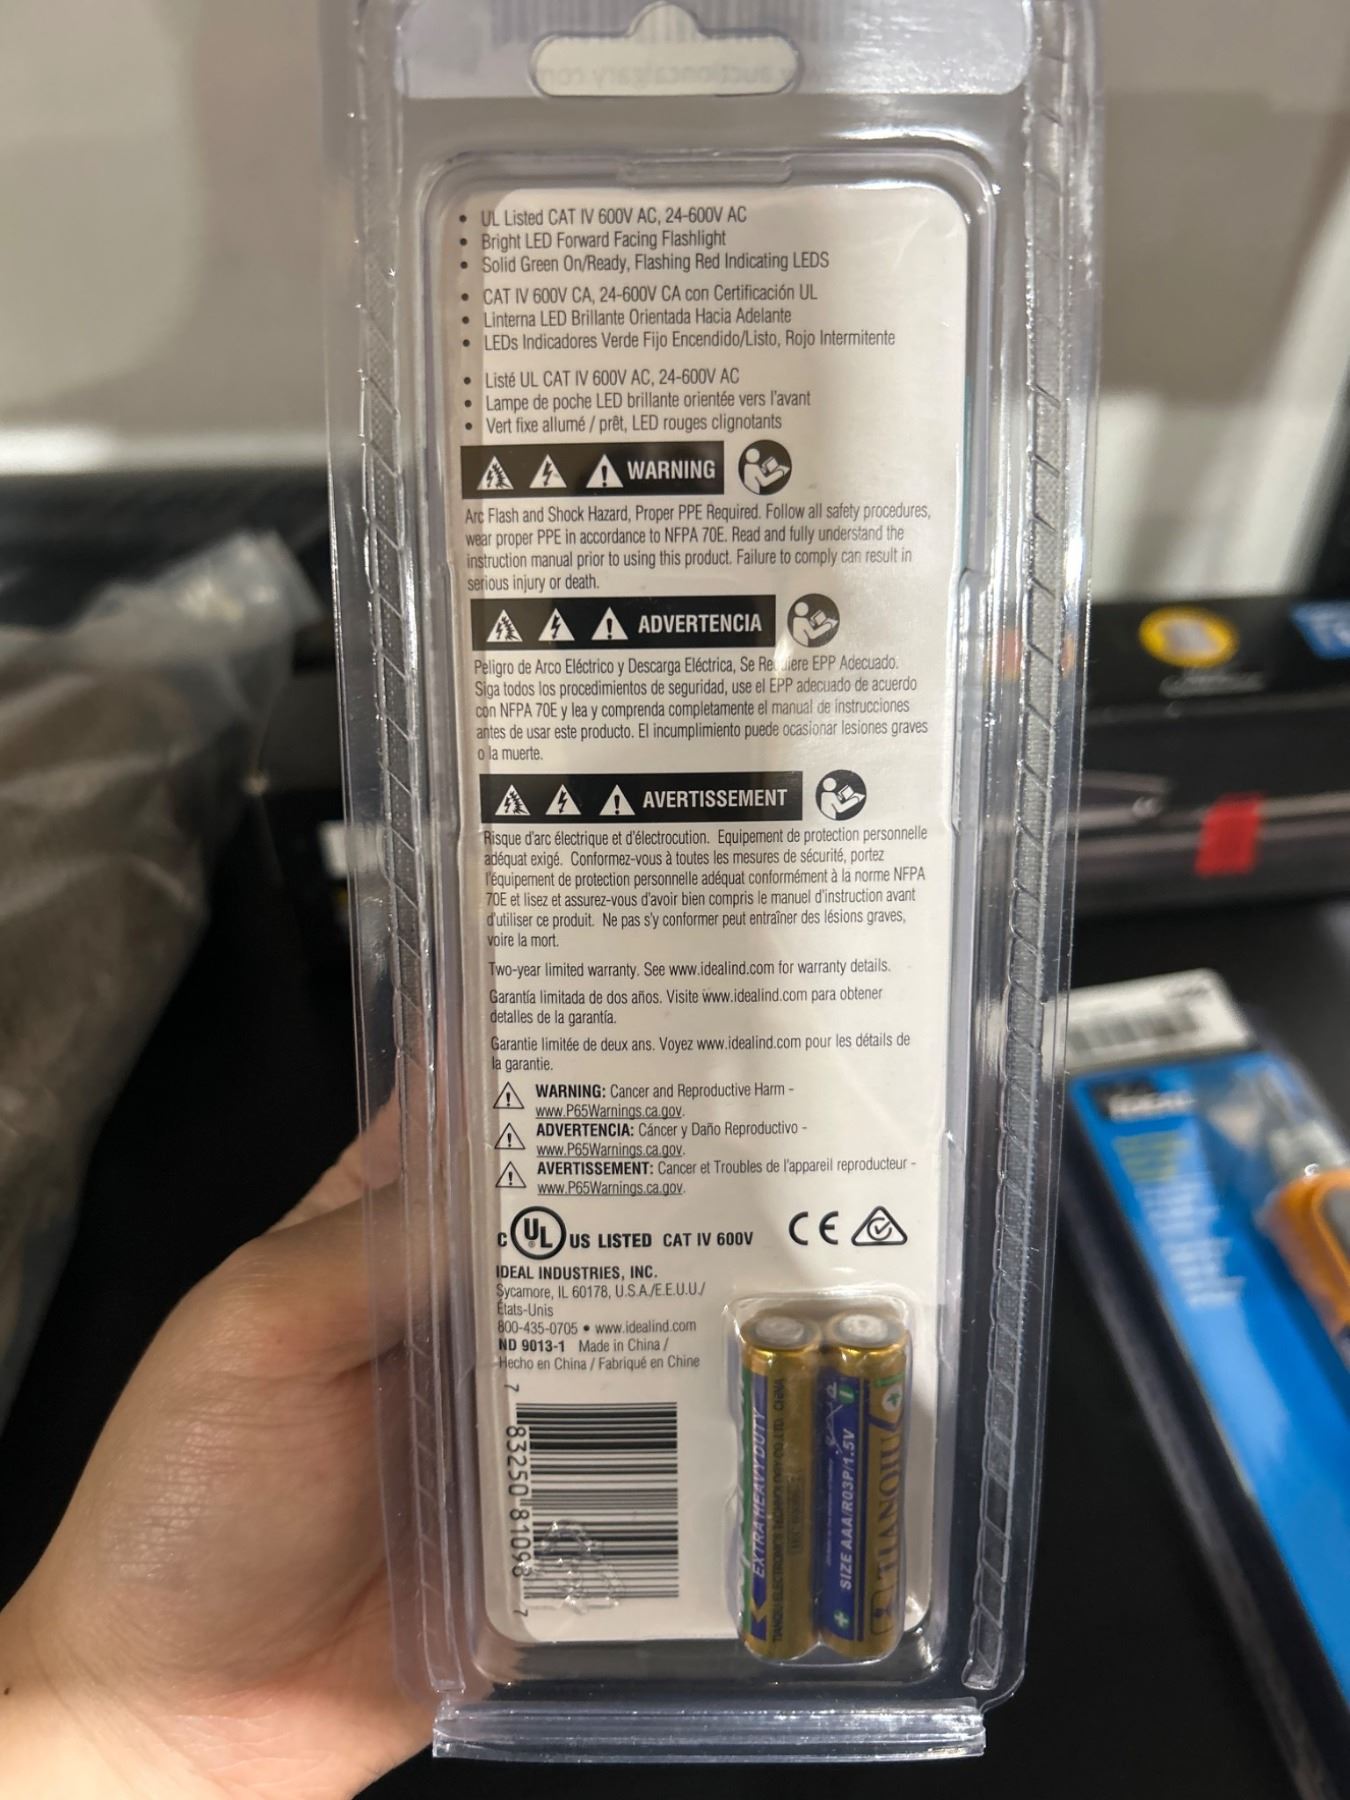 • UL Listed CAT IV 600V AC, 24-600V AC
• Bright LED Forward Facing Flashlight
• Solid Green On/Ready, Flashing Red Indicating LEDS
• CAT IV 600V CA, 24-600V CA con Certificación UL
• Linterna LED Brillante Orientada Hacia Adelante
• LEDs Indicadores Verde Fijo Encendido/Listo, Rojo Intermitente
• Listé UL CAT IV 600V AC, 24-600V AC
• Lampe de poche LED brillante orientée vers l'avant
• Vert fixe allumé / prêt, LED rouges clignotants
WARNING
Arc Flash and Shock Hazard, Proper PPE Required. Follow all safety procedures,
wear proper PPE in accordance to NFPA 70E. Read and fully understand the
instruction manual prior to using this product. Failure to comply can result in
serious injury or death.
ADVERTENCIA
Peligro de Arco Eléctrico y Descarga Eléctrica, Se Requiere EPP Adecuado.
Siga todos los procedimientos de seguridad, use el EPP adecuado de acuerdo
con NFPA 70E y lea y comprenda completamente el manual de instrucciones
antes de usar este producto. El incumplimiento puede ocasionar lesiones graves
o la muerte.
AVERTISSEMENT
Risque d'arc électrique et d'électrocution. Equipement de protection personnelle
adéquat exigé. Conformez-vous à toutes les mesures de sécurité, portez
l'équipement de protection personnelle adéquat conformément à la norme NFPA
70E et lisez et assurez-vous d'avoir bien compris le manuel d'instruction avant
d'utiliser ce produit. Ne pas s'y conformer peut entraîner des lésions graves,
voire la mort.
Two-year limited warranty. See www.idealind.com for warranty details.
Garantía limitada de dos años. Visite www.idealind.com para obtener
detalles de la garantía.
Garantie limitée de deux ans. Voyez www.idealind.com pour les détails de
la garantie.
WARNING: Cancer and Reproductive Harm -
www.P65Warnings.ca.gov.
ADVERTENCIA: Cáncer y Daño Reproductivo -
www.P65Warnings.ca.gov.
AVERTISSEMENT: Cancer et Troubles de l'appareil reproducteur -
www.P65Warnings.ca.gov.
C UL US LISTED CAT IV 600V CE
IDEAL INDUSTRIES, INC.
Sycamore, IL 60178, U.S.A./E.E.U.U./
États-Unis
800-435-0705 • www.idealind.com
ND 9013-1 Made in China /
Hecho en China / Fabriqué en Chine
7 83250 81098 7
EXTRA HEAVY DUTY
TIANQIU ELECTRONICS TECHNOLOGY CO.,LTD. CHINA
SIZE AAA/R03P/1.5V
TIANQIU